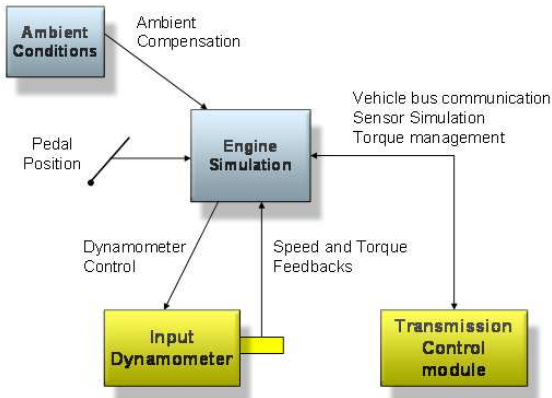 Ambient
Conditions
Ambient
Compensation
Vehicle bus communication
Sensor Simulation
Torque management
Pedal
Position
Engine
Simulation
Dynamometer
Control
Speed and Torque
Feedbacks
Input
Dynamometer
Transmission
Control
module